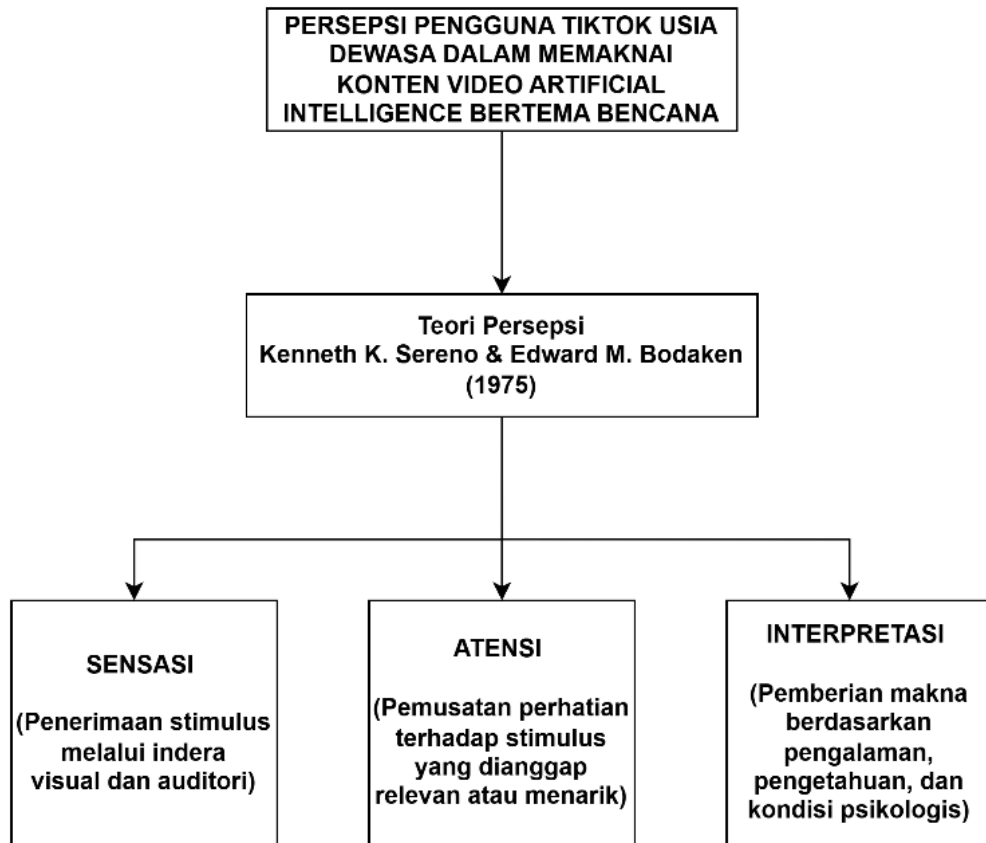 PERSEPSI PENGGUNA TIKTOK USIA
DEWASA DALAM MEMAKNAI
KONTEN VIDEO ARTIFICIAL
INTELLIGENCE BERTEMA BENCANA
Teori Persepsi
Kenneth K. Sereno & Edward M. Bodaken
(1975)
SENSASI
(Penerimaan stimulus
melalui indera
visual dan auditori)
ATENSI
(Pemusatan perhatian
terhadap stimulus
yang dianggap
relevan atau menarik)
INTERPRETASI
(Pemberian makna
berdasarkan
pengalaman,
pengetahuan, dan
kondisi psikologis)